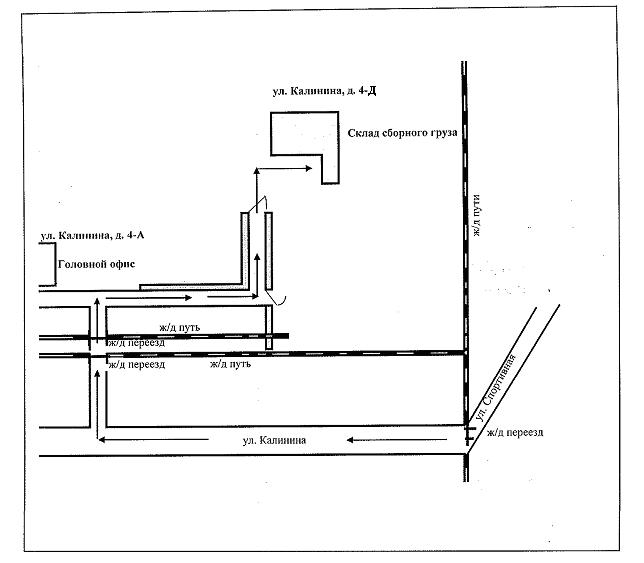 ул. Калинина, д. 4-Д
Склад сборного груза
ж/д пути
ул. Калинина, д. 4-А
Головной офис
ж/д путь
ж/д переезд
ж/д переезд
ж/д путь
ул. Спортивная
ж/д переезд
ул. Калинина